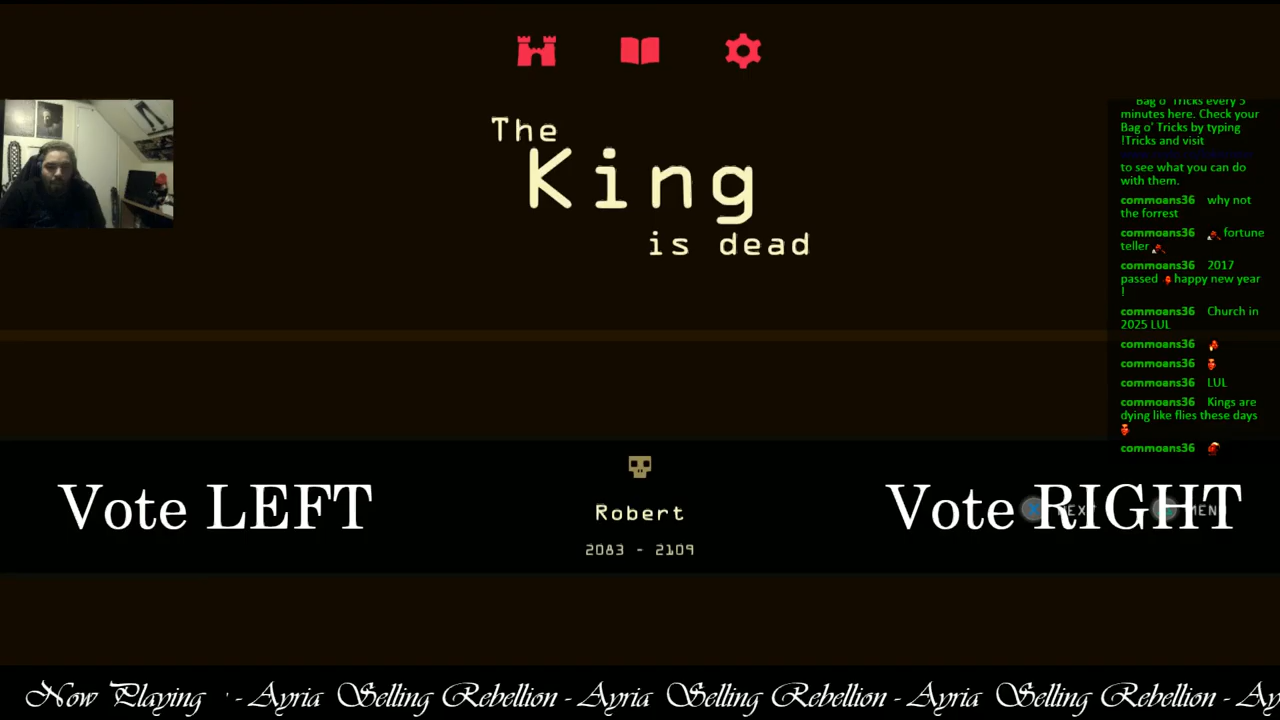 The
King
is dead
Bag o' Tricks every 5
minutes here. Check your
Bag o' Tricks by typing
!Tricks and visit
to see what you can do
with them.
commoans36 why not
the forrest
commoans36 fortune
teller
commoans36 2017
passed happy new year
!
commoans36 Church in
2025 LUL
commoans36
commoans36
commoans36 LUL
commoans36 Kings are
dying like flies these days
commoans36
Vote LEFT
Robert
2083 - 2109
Vote RIGHT
MENU
Now Playing - Ayria Selling Rebellion - Ayria Selling Rebellion - Ayria Selling Rebellion - Ay